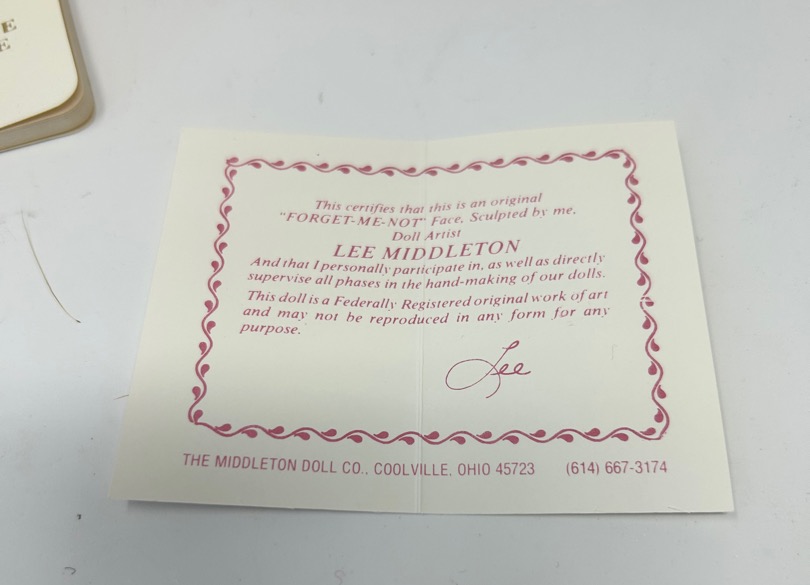 E
E
This certifies that this is an original
"FORGET-ME-NOT" Face. Sculpted by me,
Doll Artist
LEE MIDDLETON
And that I personally participate in, as well as directly
supervise all phases in the hand-making of our dolls.
This doll is a Federally Registered original work of art
and may not be reproduced in any form for any
purpose.
Lee
THE MIDDLETON DOLL CO., COOLVILLE, OHIO 45723 (614) 667-3174